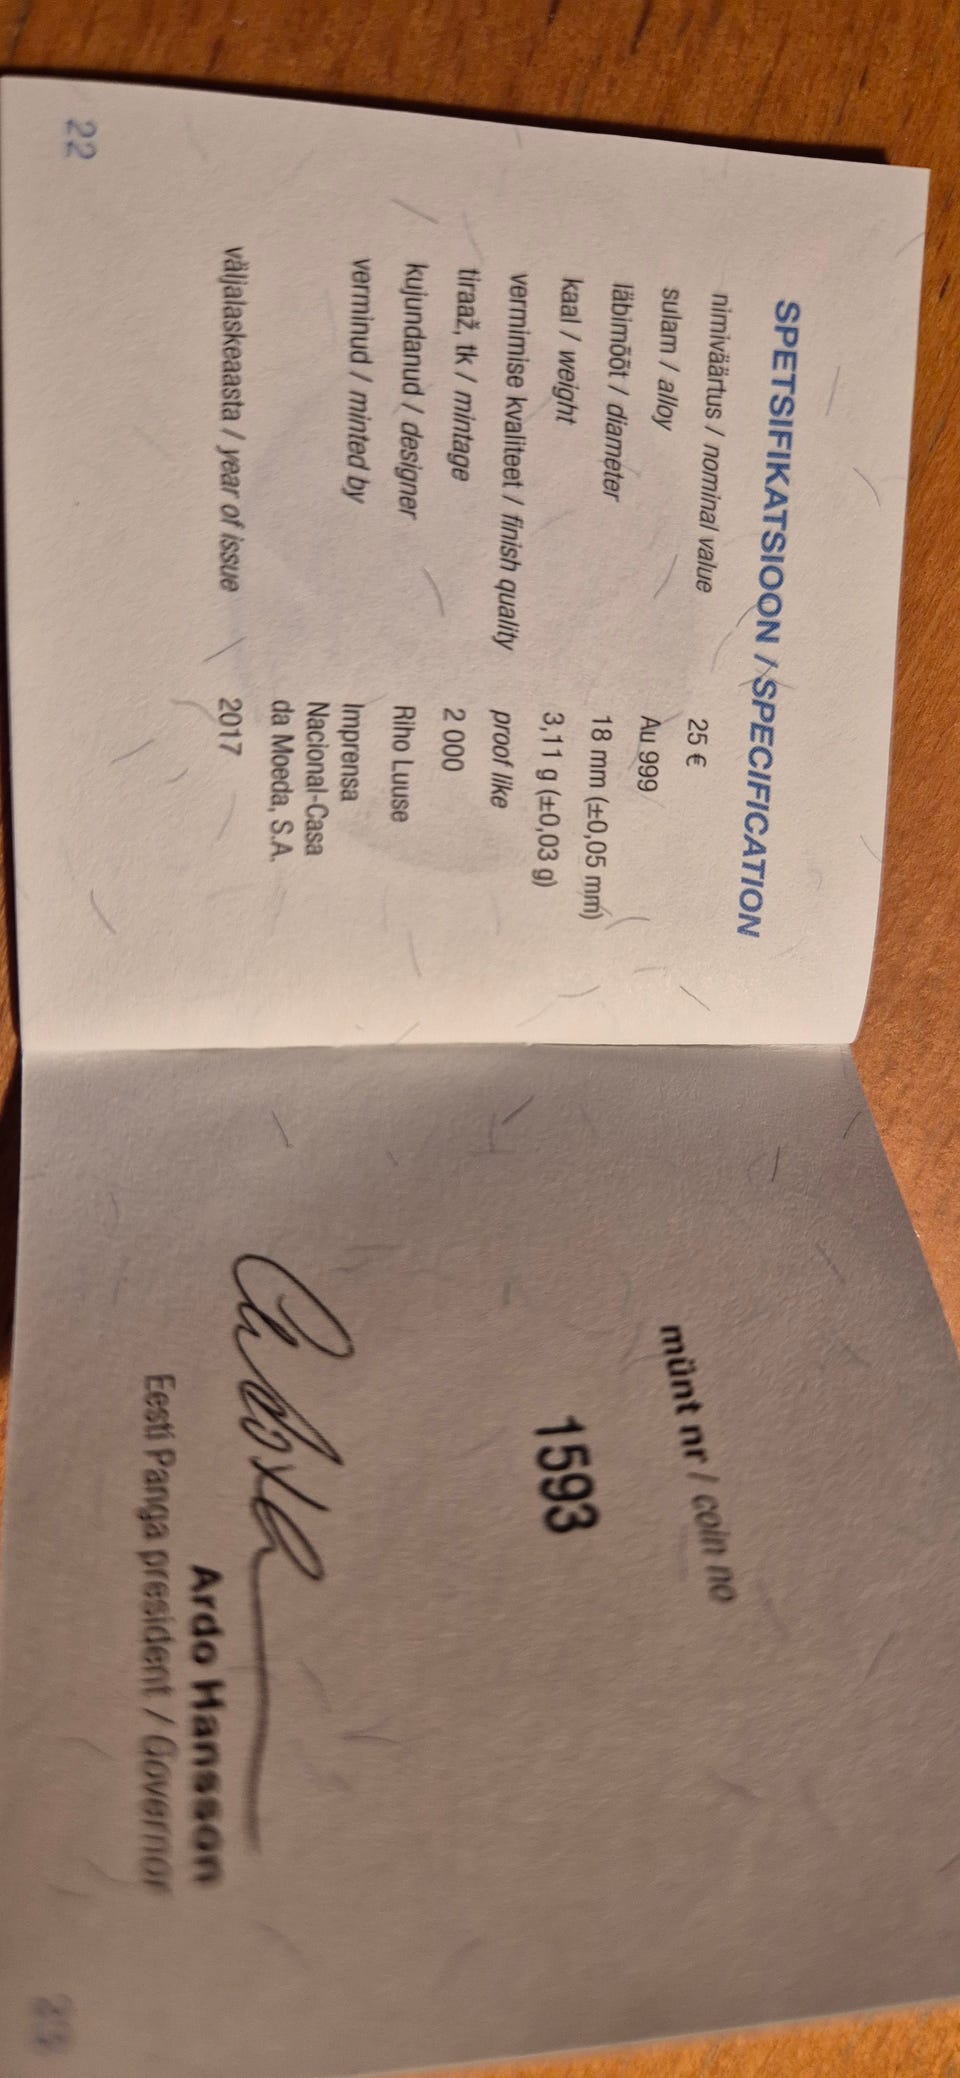 SPETSIFIKATSIOON / SPECIFICATION
nimiväärtus / nominal value 25 €
sulam / alloy Au 999
läbimõõt / diameter 18 mm (±0,05 mm)
kaal / weight 3,11 g (±0,03 g)
vermimise kvaliteet / finish quality proof like
tiraaž, tk / mintage 2 000
kujundanud / designer Riho Luuse
verminud / minted by Imprensa
Nacional-Casa
da Moeda, S.A.
väljalaskeaasta / year of issue 2017
22
münt nr / coin no
1593
Ardo Hansson
Eesti Panga president / Governor